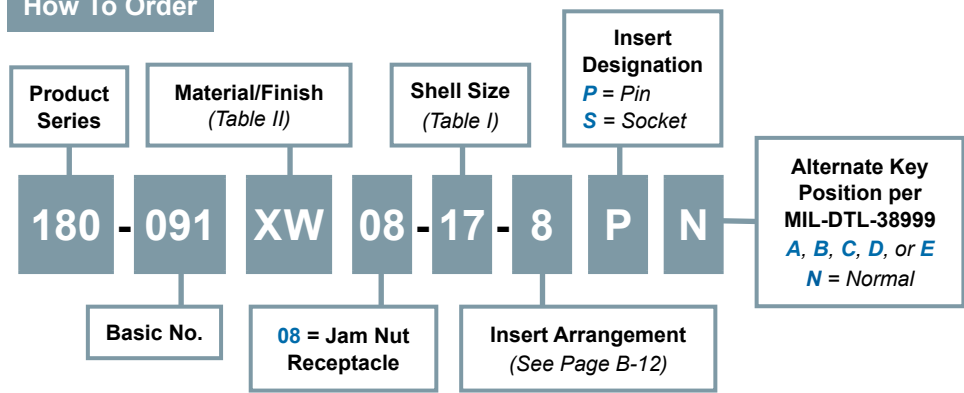 How To Order
Product
Series
Material/Finish
(Table II)
Shell Size
(Table I)
Insert
Designation
P = Pin
S = Socket
180 - 091 XW 08 - 17 - 8 P N
Alternate Key
Position per
MIL-DTL-38999
A, B, C, D, or E
N = Normal
Basic No.
08 = Jam Nut
Receptacle
Insert Arrangement
(See Page B-12)